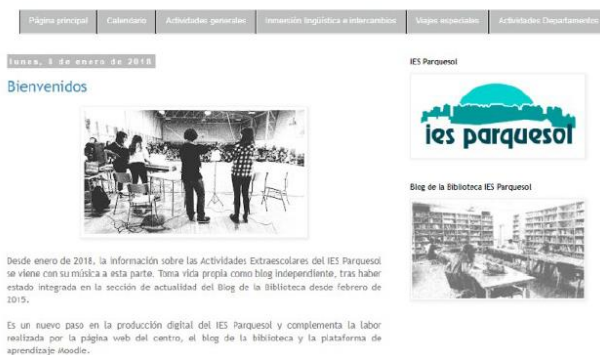 Página principal
Calendario
Actividades generales
Inmersión lingüística e intercambios
Viajes especiales
Actividades Departamentos
lunes, 1 de enero de 2018
Bienvenidos
Desde enero de 2018, la información sobre las Actividades Extraescolares del IES Parquesol
se viene con su música a esta parte. Toma vida propia como blog independiente, tras haber
estado integrada en la sección de actualidad del Blog de la Biblioteca desde febrero de
2015.
Es un nuevo paso en la producción digital del IES Parquesol y complementa la labor
realizada por la página web del centro, el blog de la biblioteca y la plataforma de
aprendizaje Moodle.
IES Parquesol
ies parquesol
Blog de la Biblioteca IES Parquesol